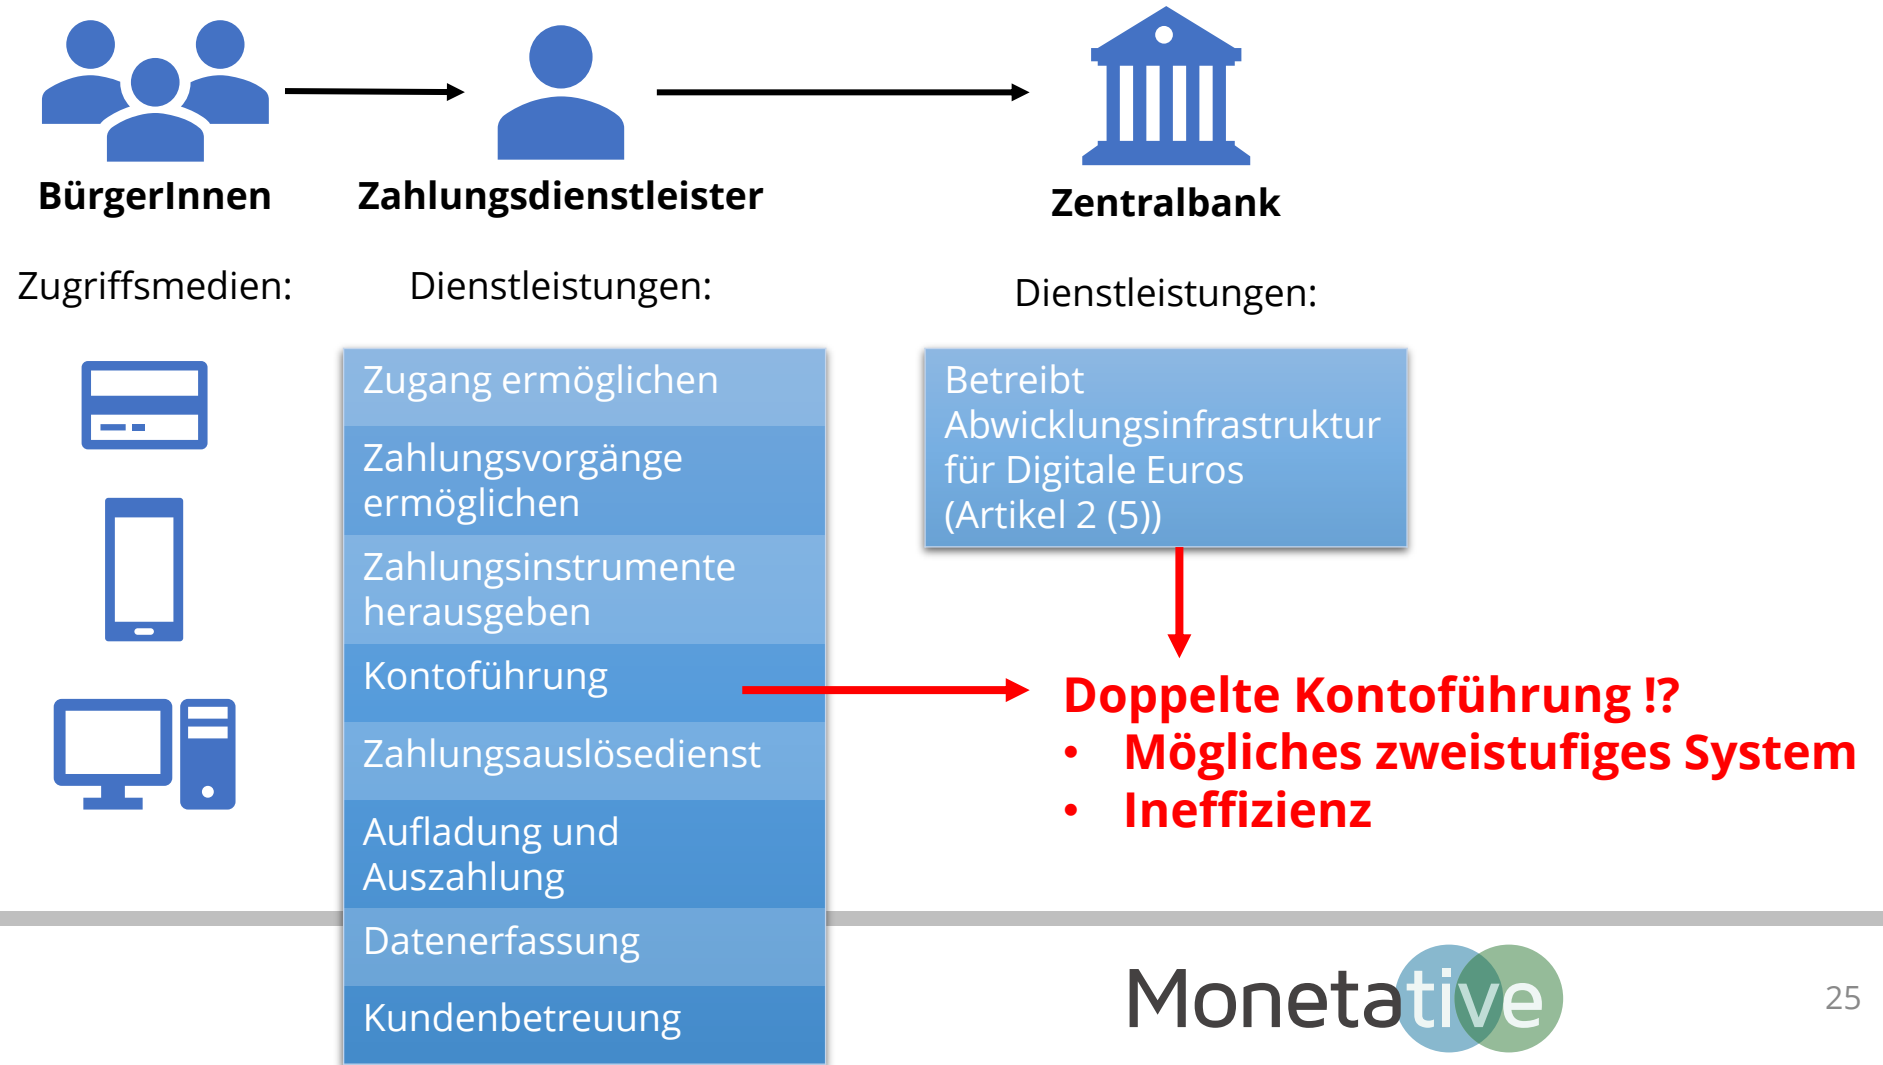 BürgerInnen
Zahlungsdienstleister
Zentralbank
Zugriffsmedien:
Dienstleistungen:
Dienstleistungen:
Zugang ermöglichen
Zahlungsvorgänge
ermöglichen
Zahlungsinstrumente
herausgeben
Kontoführung
Zahlungsauslösedienst
Aufladung und
Auszahlung
Datenerfassung
Kundenbetreuung
Betreibt
Abwicklungsinfrastruktur
für Digitale Euros
(Artikel 2 (5))
Doppelte Kontoführung !?
• Mögliches zweistufiges System
• Ineffizienz
Monetative
25